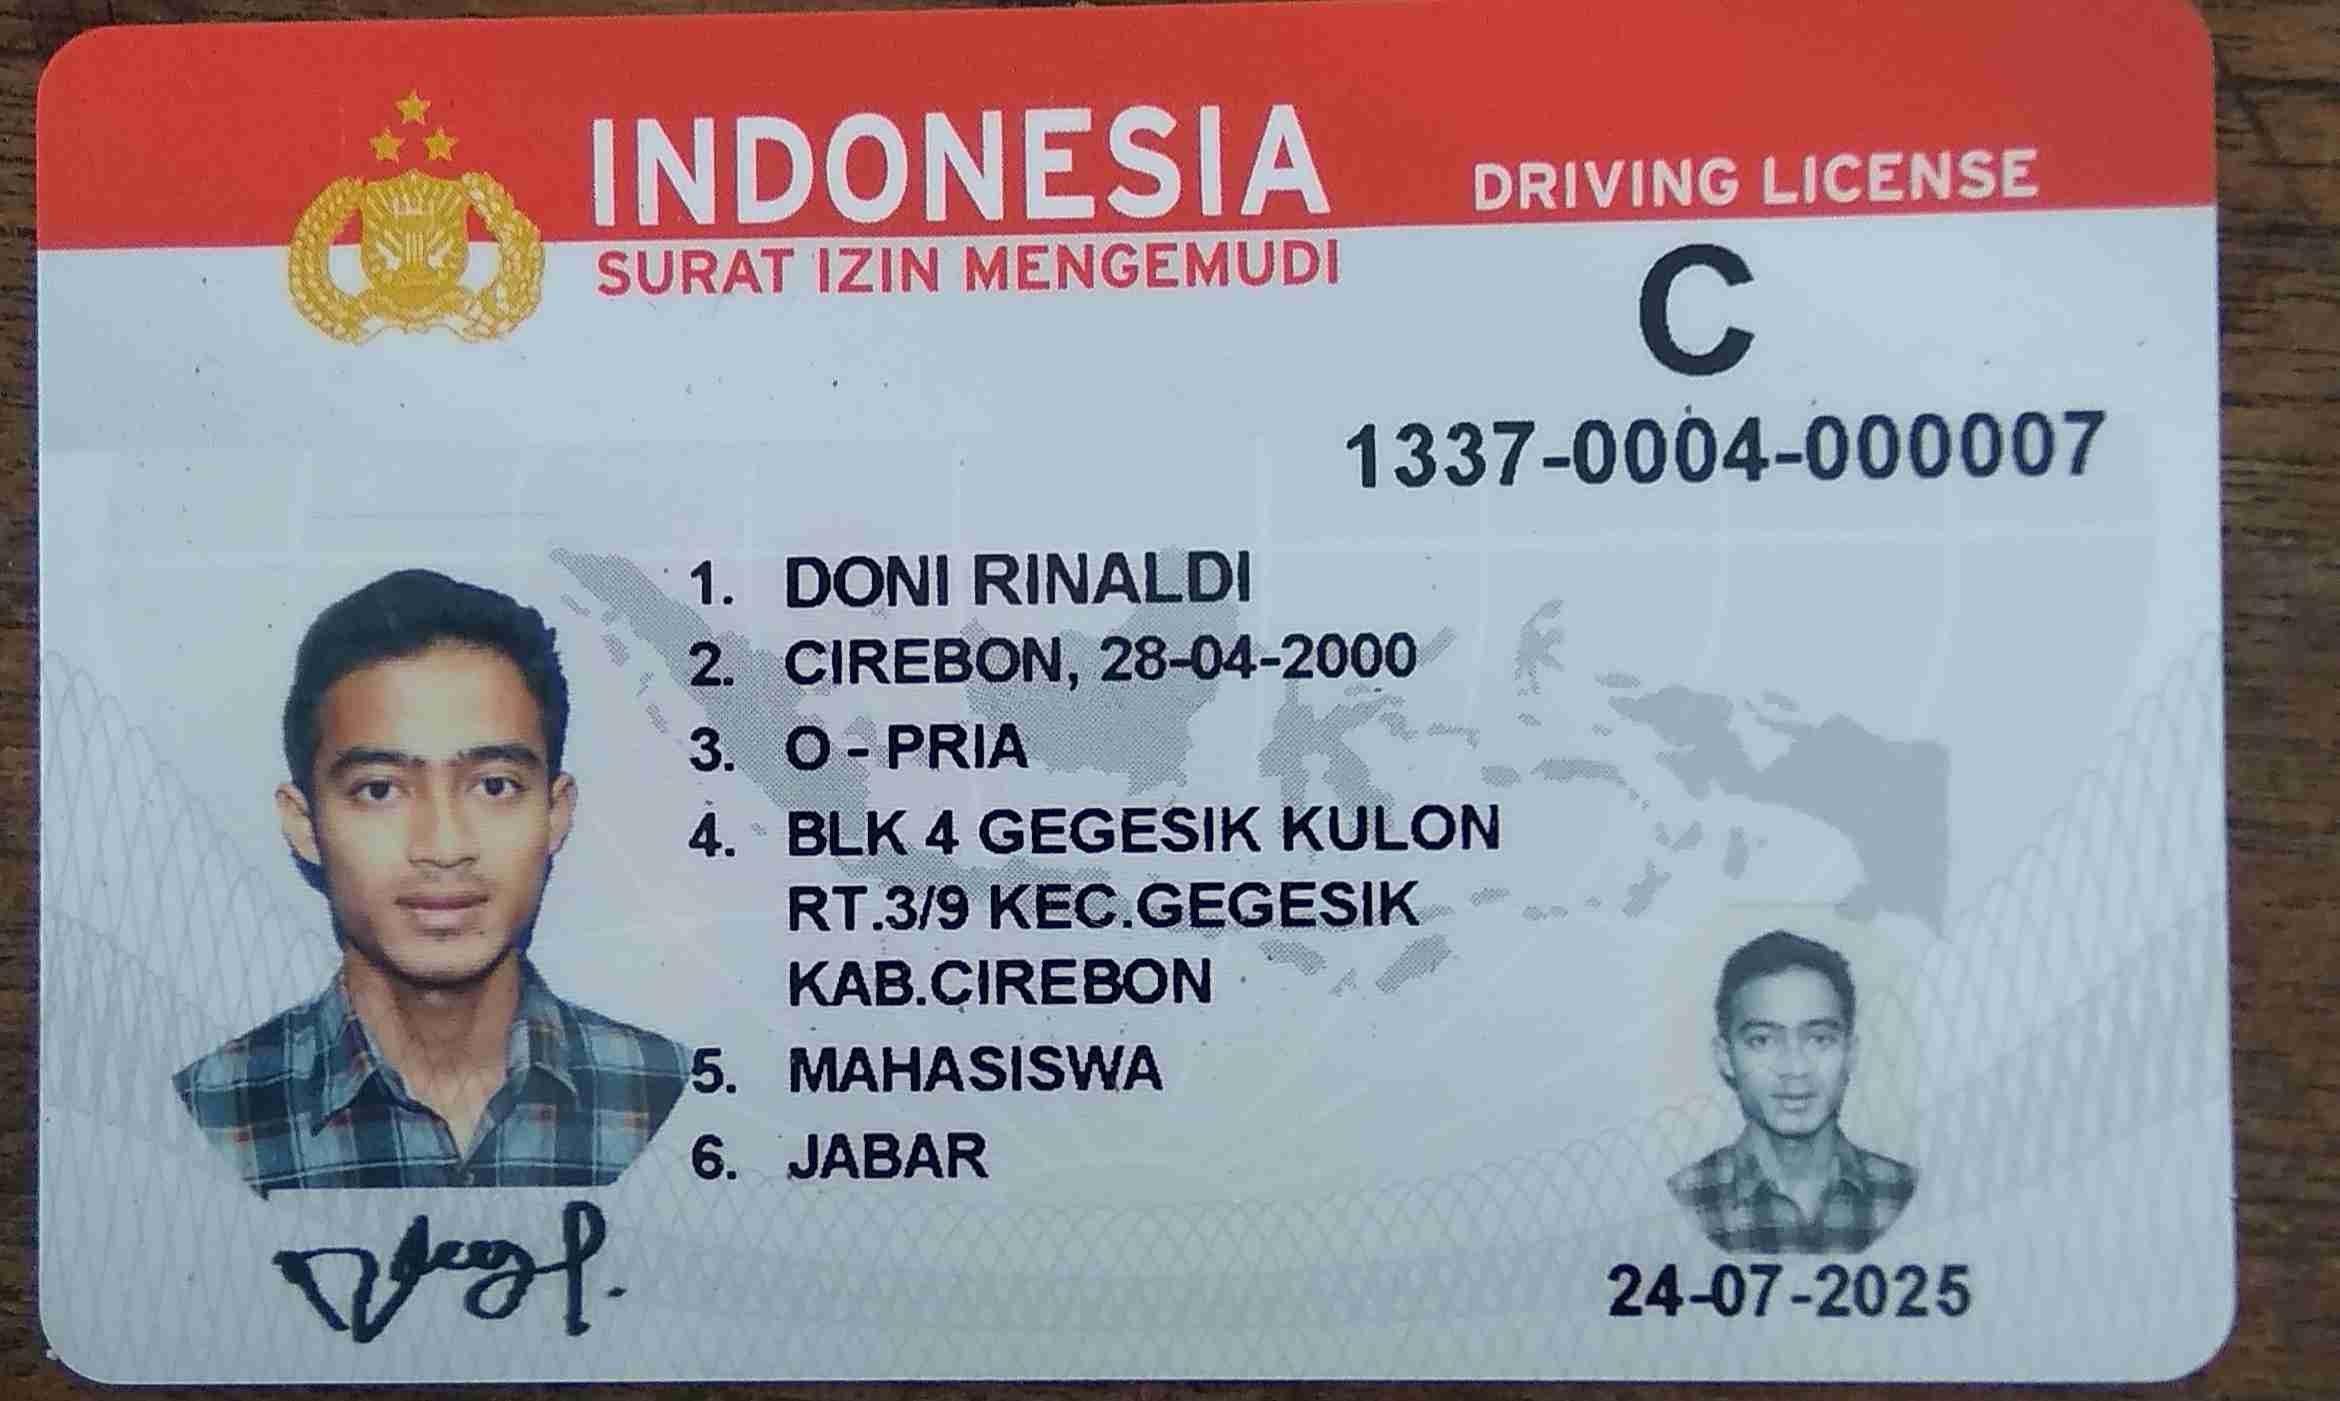 INDONESIA
DRIVING LICENSE
SURAT IZIN MENGEMUDI
C
1337-0004-000007
1. DONI RINALDI
2. CIREBON, 28-04-2000
3. O - PRIA
4. BLK 4 GEGESIK KULON
RT.3/9 KEC.GEGESIK
KAB.CIREBON
5. MAHASISWA
6. JABAR
24-07-2025